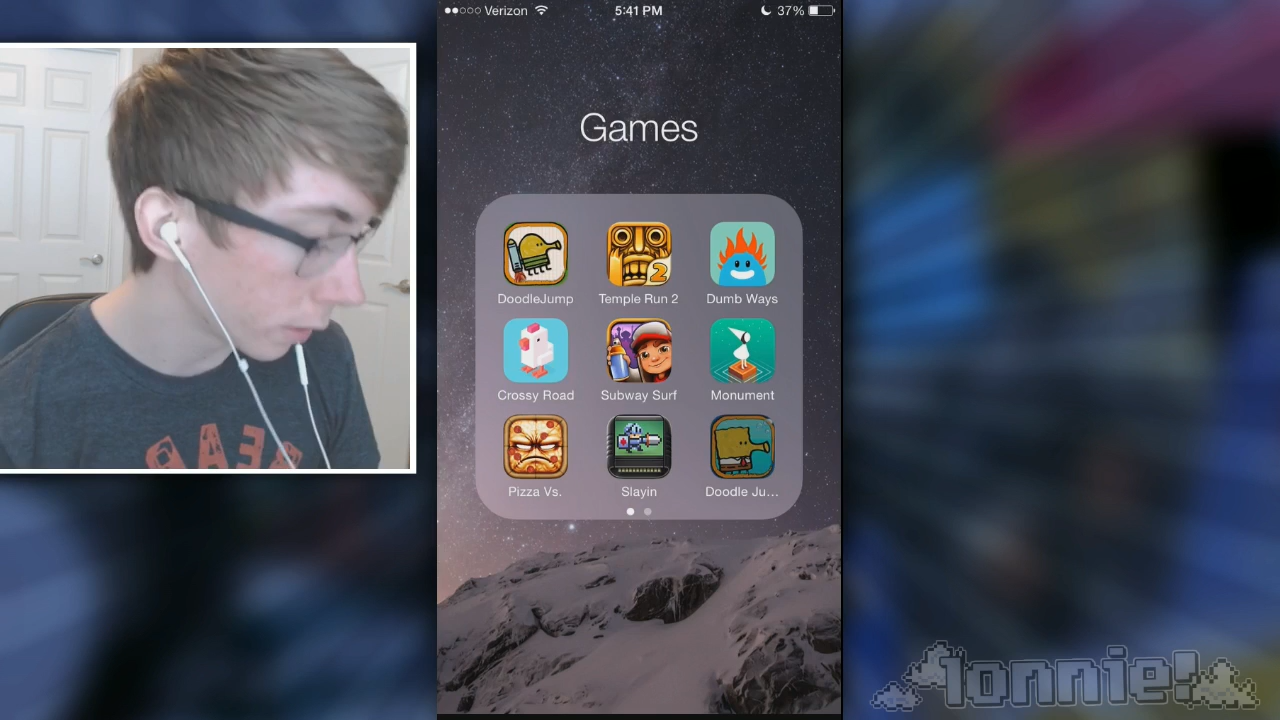 Verizon 5:41 PM 37%
Games
DoodleJump Temple Run 2 Dumb Ways
2
Crossy Road Subway Surf Monument
Pizza Vs. Slayin Doodle Ju...
lonnie!